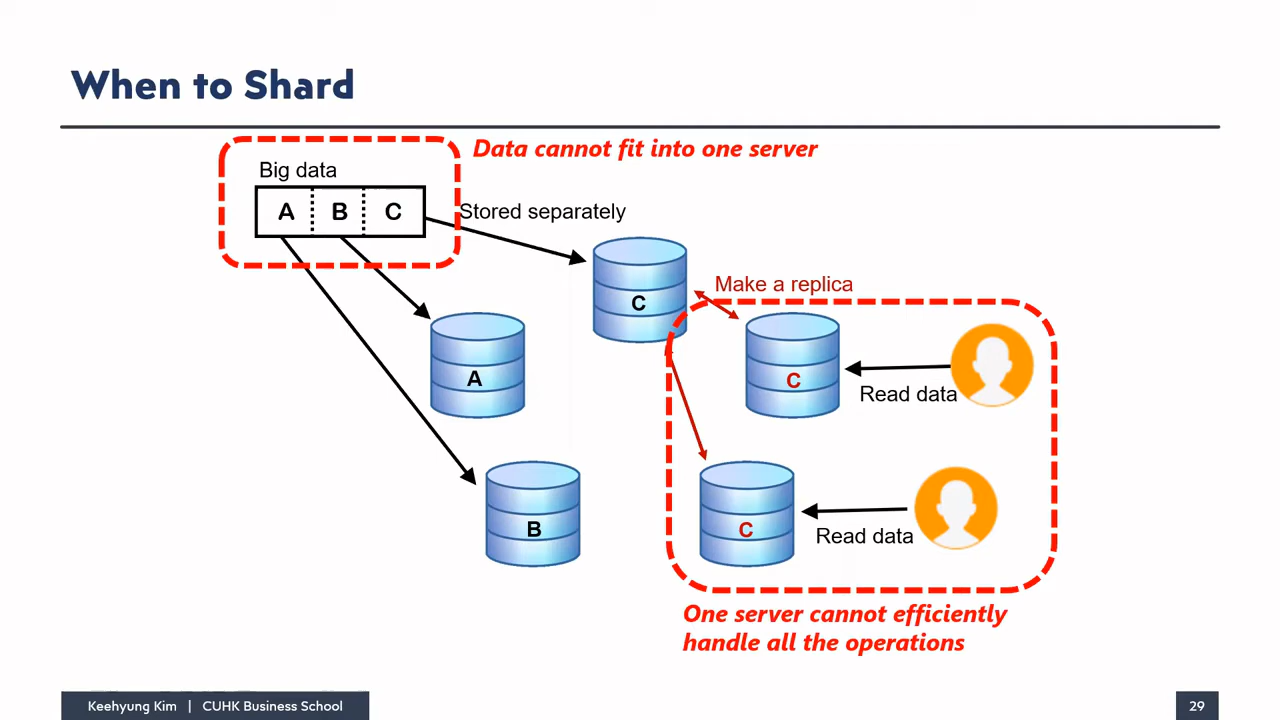 When to Shard
Data cannot fit into one server
Big data
A B C
Stored separately
C
Make a replica
A
C
Read data
B
C
Read data
One server cannot efficiently
handle all the operations
Keehyung Kim | CUHK Business School
29